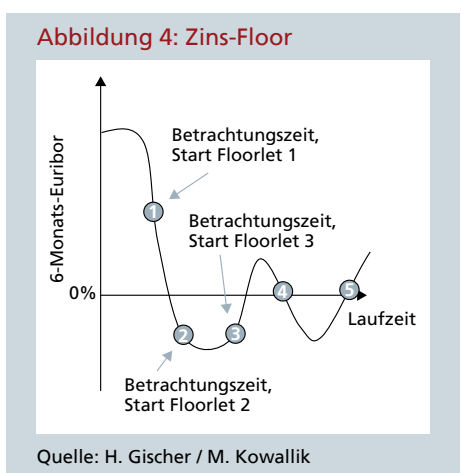 Abbildung 4: Zins-Floor
6-Monats-Euribor
Betrachtungszeit,
Start Floorlet 1
1
Betrachtungszeit,
Start Floorlet 3
0%
4
5
Laufzeit
2
3
Betrachtungszeit,
Start Floorlet 2
Quelle: H. Gischer / M. Kowallik